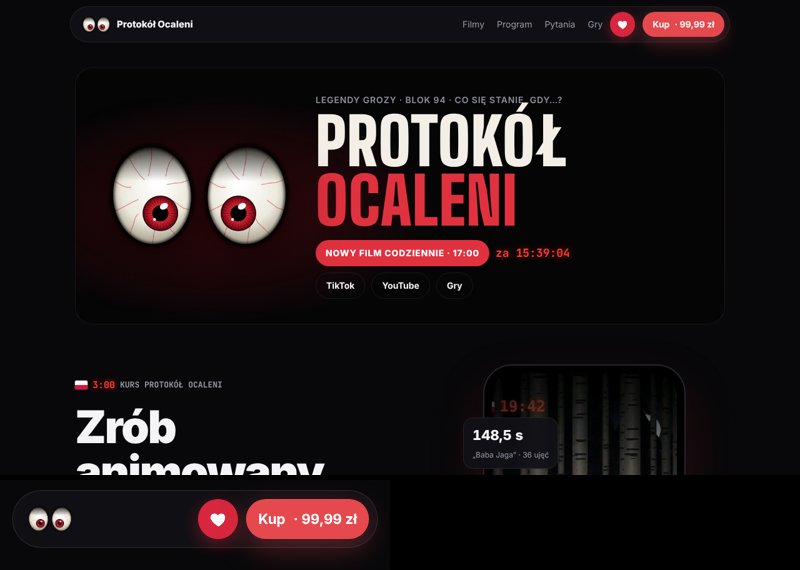 Protokół Ocaleni
Filmy Program Pytania Gry
Kup · 99,99 zł
LEGENDY GROZY · BLOK 94 · CO SIĘ STANIE, GDY...?
PROTOKÓŁ
OCALENI
NOWY FILM CODZIENNIE · 17:00
za 15:39:04
TikTok YouTube Gry
3:00 KURS PROTOKÓŁ OCALENI
Zrób
animowany
19:42
148,5 s
„Baba Jaga” · 36 ujęć
Kup · 99,99 zł